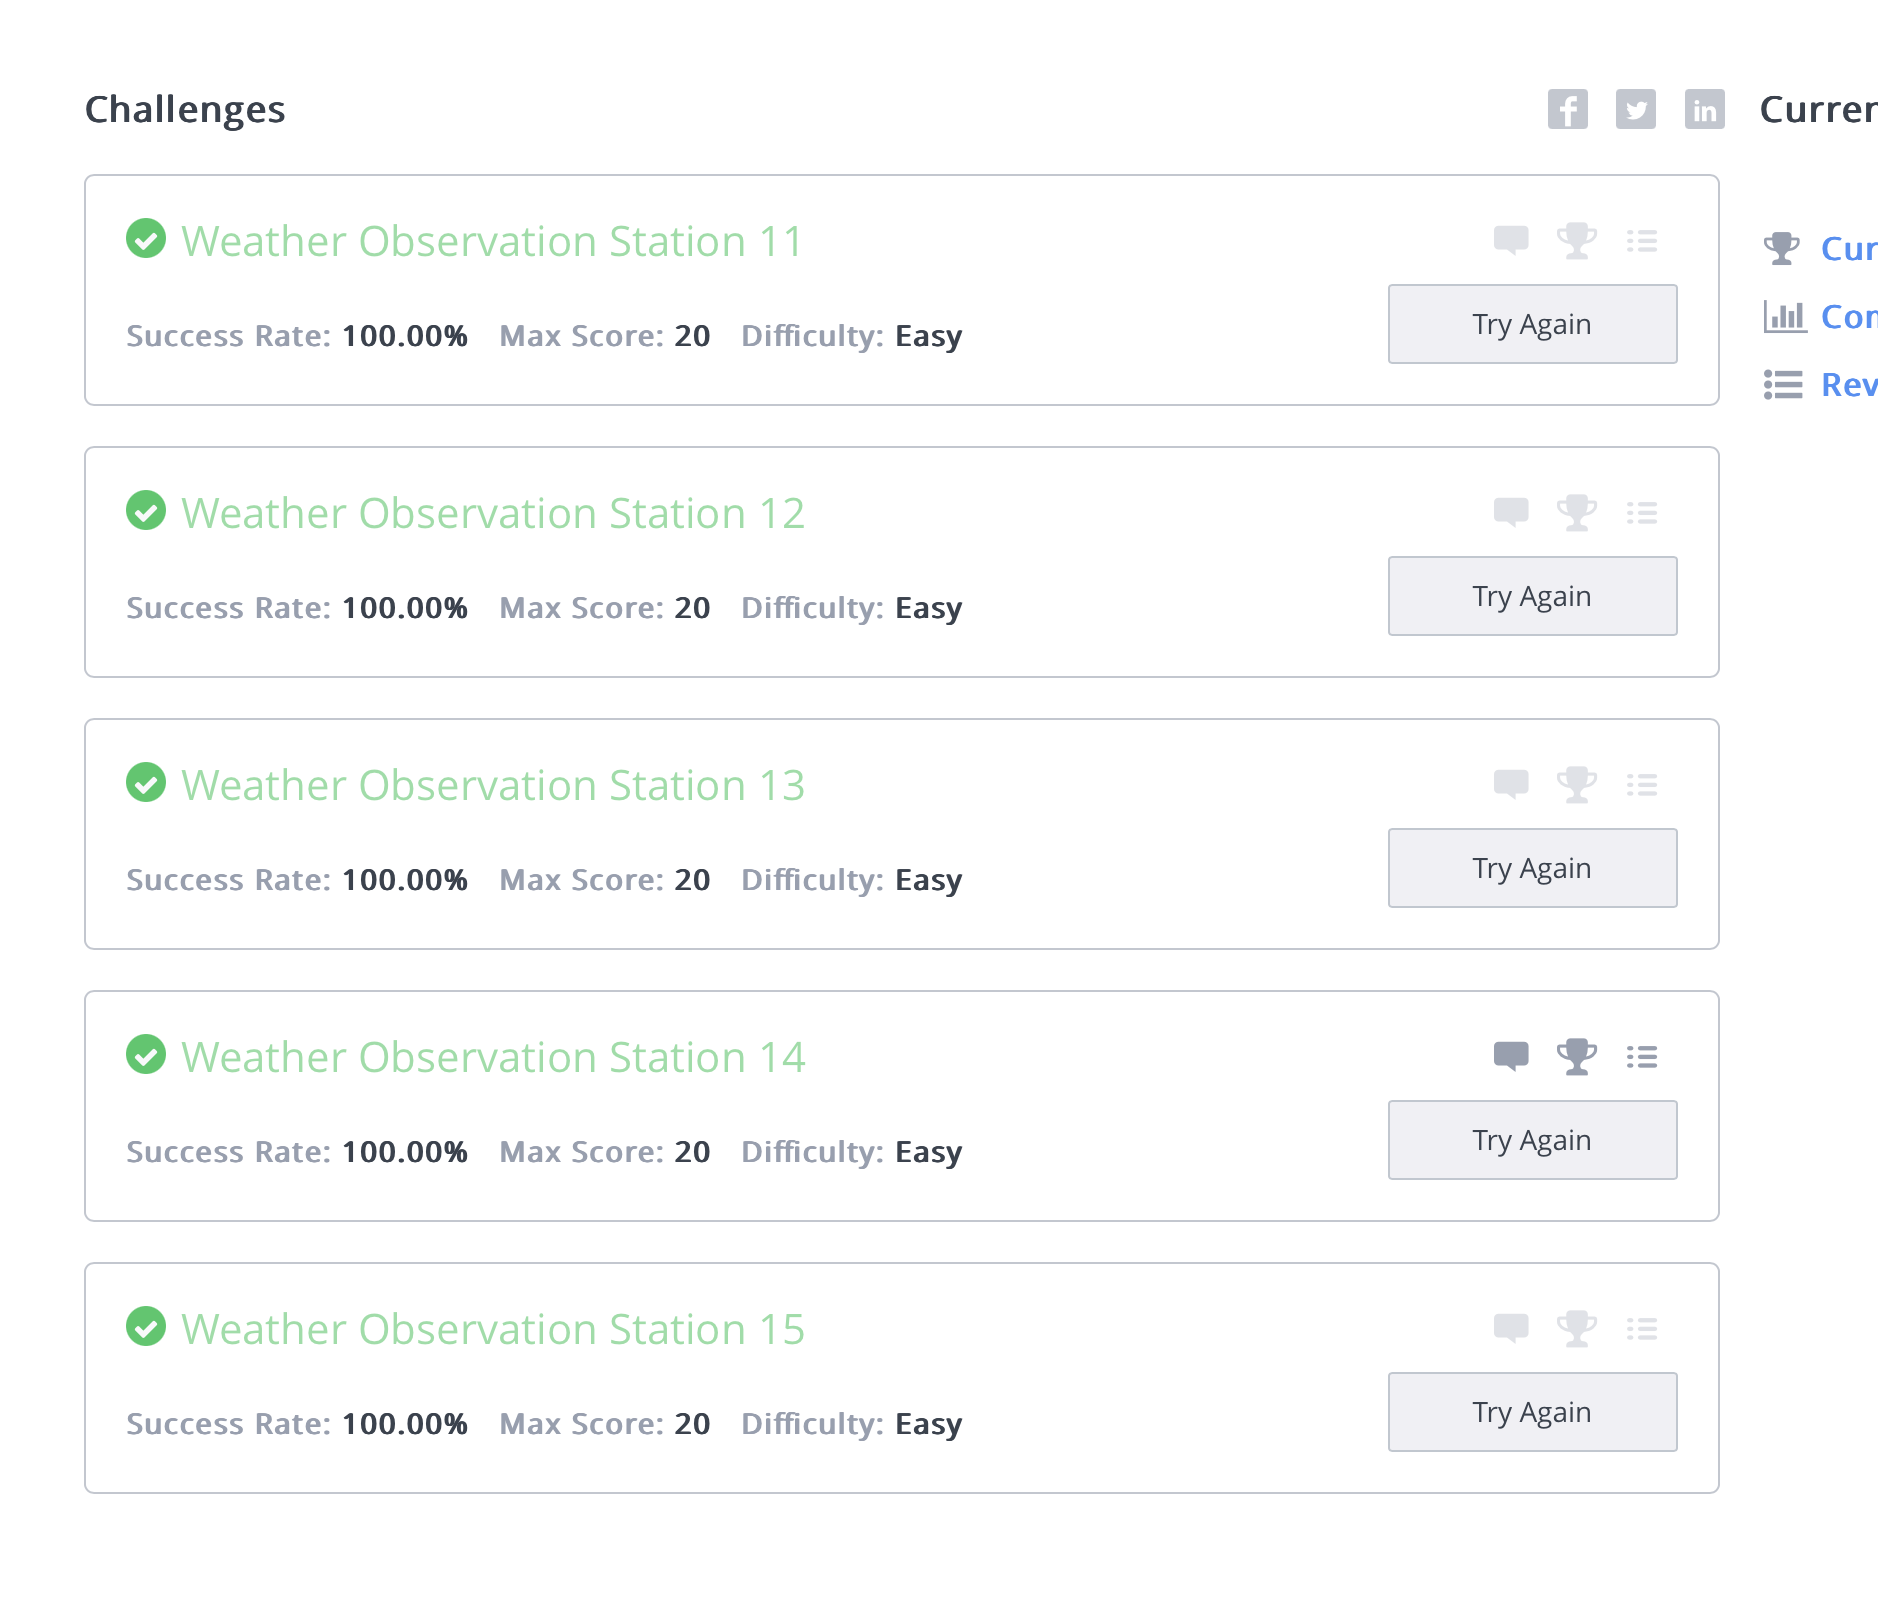 Challenges
Weather Observation Station 11
Success Rate: 100.00% Max Score: 20 Difficulty: Easy
Try Again
Weather Observation Station 12
Success Rate: 100.00% Max Score: 20 Difficulty: Easy
Try Again
Weather Observation Station 13
Success Rate: 100.00% Max Score: 20 Difficulty: Easy
Try Again
Weather Observation Station 14
Success Rate: 100.00% Max Score: 20 Difficulty: Easy
Try Again
Weather Observation Station 15
Success Rate: 100.00% Max Score: 20 Difficulty: Easy
Try Again